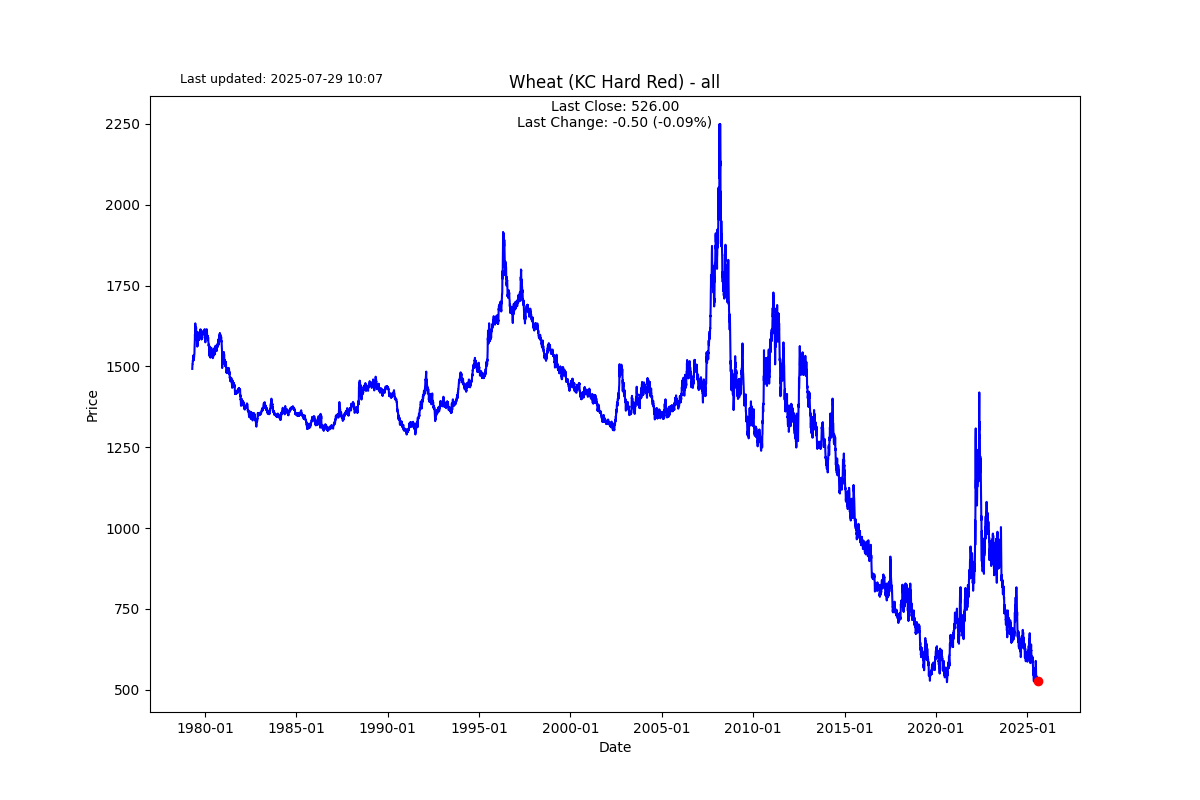 Last updated: 2025-07-29 10:07
Wheat (KC Hard Red) - all
Last Close: 526.00
Last Change: -0.50 (-0.09%)
2250
2000
1750
1500
1250
1000
750
500
Price
1980-01 1985-01 1990-01 1995-01 2000-01 2005-01 2010-01 2015-01 2020-01 2025-01
Date